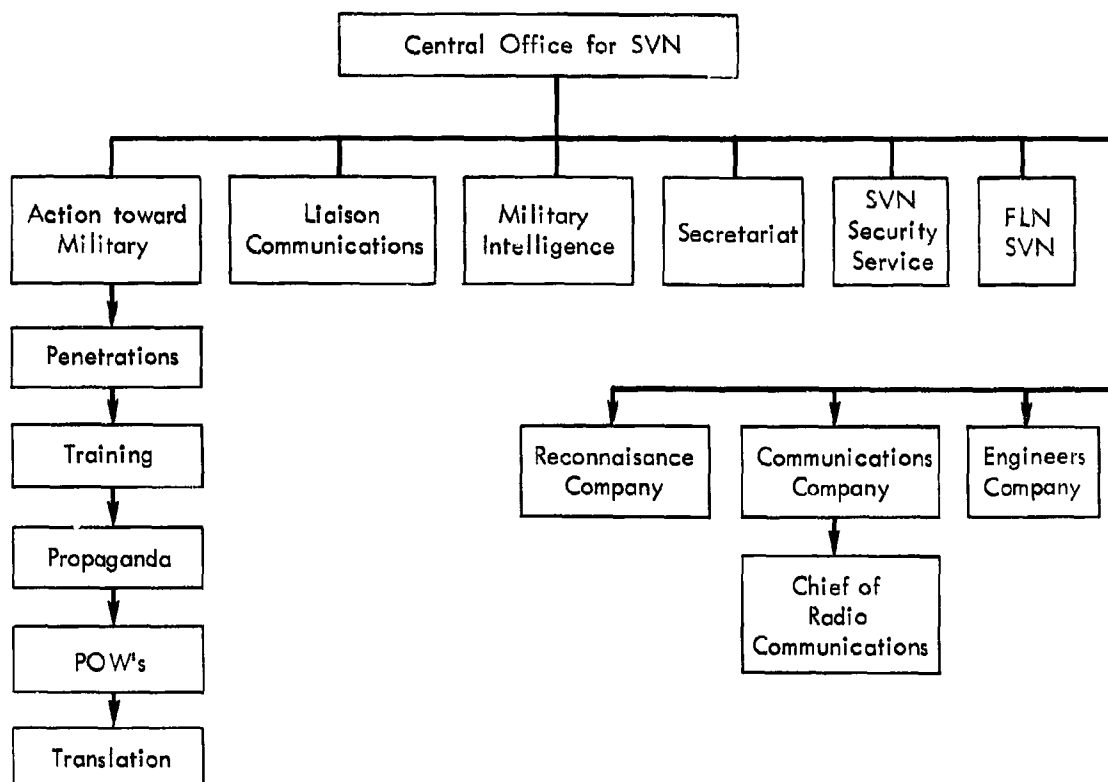 Central Office for SVN
Action toward
Military
Liaison
Communications
Military
Intelligence
Secretariat
SVN
Security
Service
FLN
SVN
Penetrations
Training
Propaganda
POW's
Translation
Reconnaisance
Company
Communications
Company
Engineers
Company
Chief of
Radio
Communications